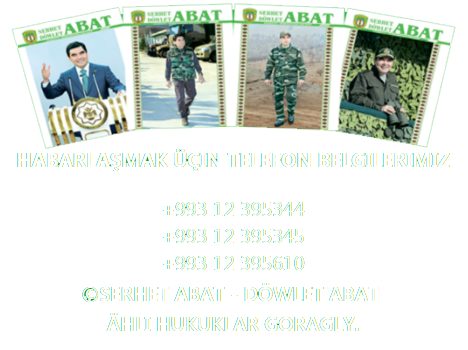 SERHET
DÖWLET ABAT
SERHET
DÖWLET ABAT
SERHET
DÖWLET ABAT
SERHET
DÖWLET ABAT
HABARLAŞMAK ÜÇIN TELEFON BELGILERIMIZ
+993 12 395344
+993 12 395345
+993 12 395610
©SERHET ABAT - DÖWLET ABAT
ÄHLI HUKUKLAR GORAGLY.